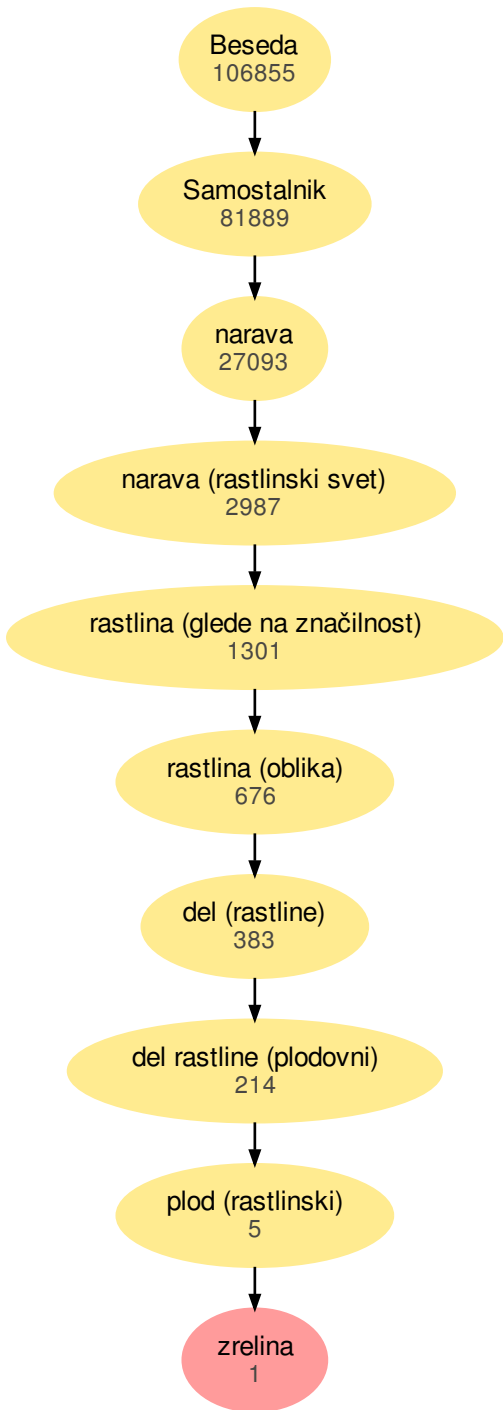 Beseda
106855
Samostalnik
81889
narava
27093
narava (rastlinski svet)
2987
rastlina (glede na značilnost)
1301
rastlina (oblika)
676
del (rastline)
383
del rastline (plodovni)
214
plod (rastlinski)
5
zrelina
1